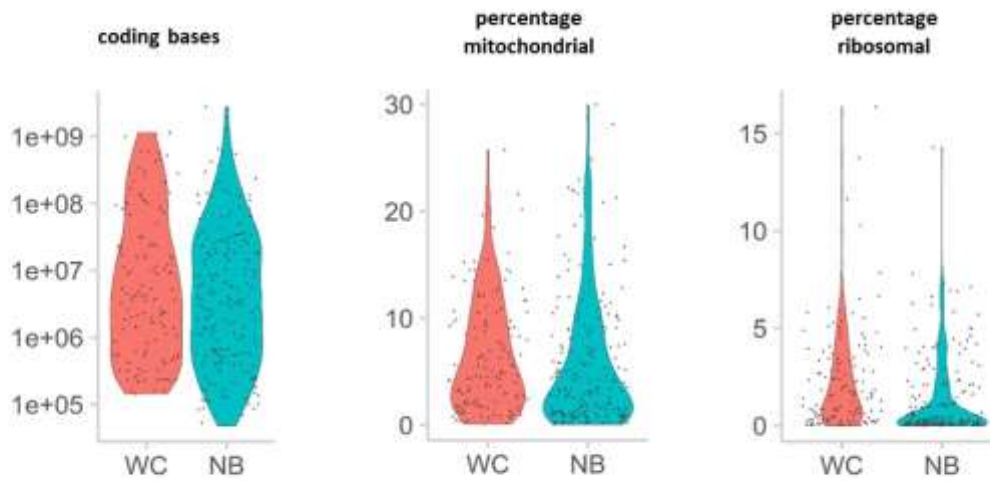 coding bases
1e+09
1e+08
1e+07
1e+06
1e+05
WC NB
percentage
mitochondrial
30
20
10
0
WC NB
percentage
ribosomal
15
10
5
0
WC NB